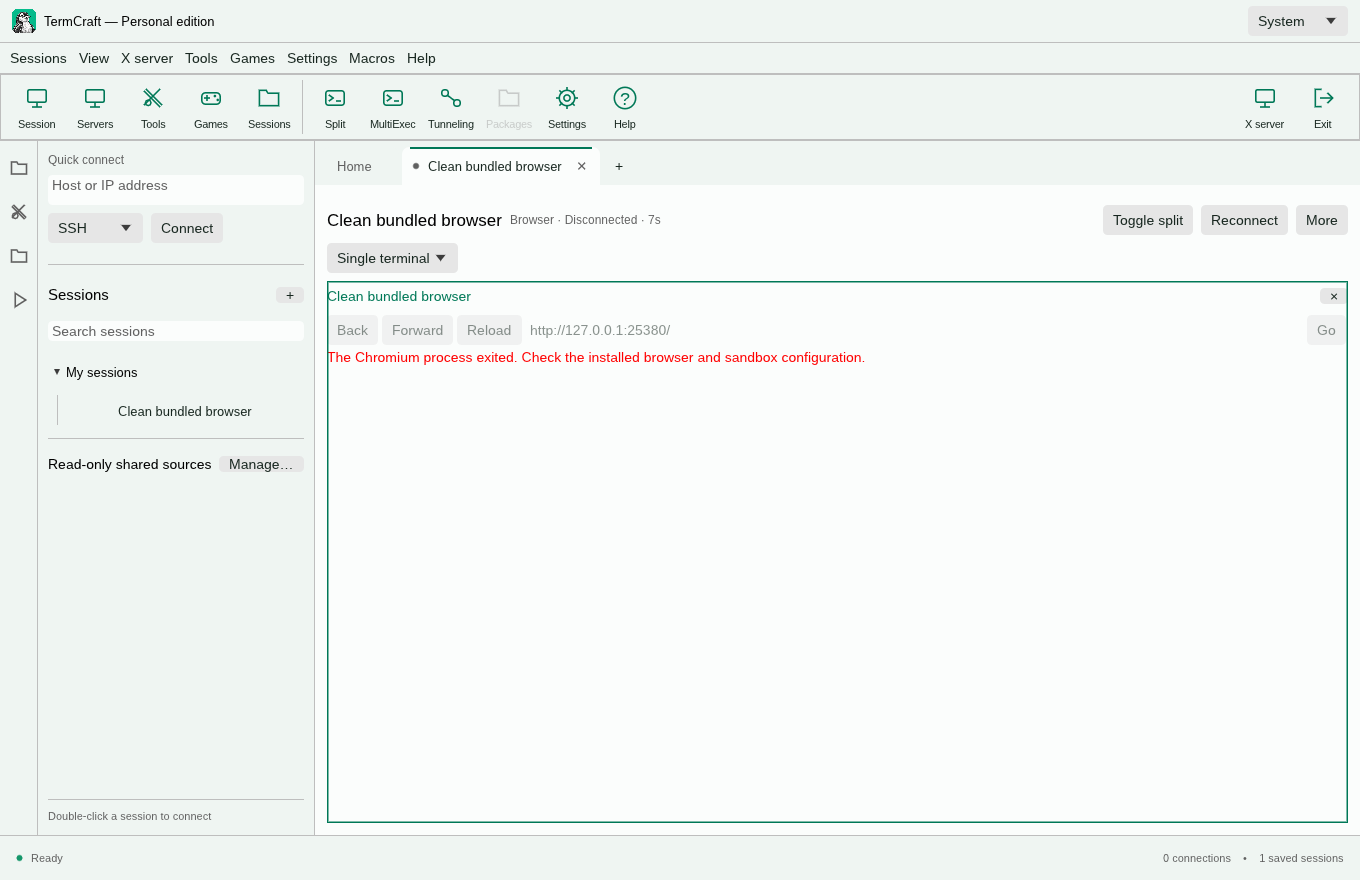 TermCraft — Personal edition
System
Sessions View X server Tools Games Settings Macros Help
Session Servers Tools Games Sessions Split MultiExec Tunneling Packages Settings Help X server Exit
Quick connect
Host or IP address
SSH Connect
Sessions +
Search sessions
My sessions
Clean bundled browser
Read-only shared sources Manage…
Double-click a session to connect
Home Clean bundled browser ✕ +
Clean bundled browser Browser · Disconnected · 7s Toggle split Reconnect More
Single terminal
Clean bundled browser ×
Back Forward Reload http://127.0.0.1:25380/ Go
The Chromium process exited. Check the installed browser and sandbox configuration.
Ready 0 connections • 1 saved sessions